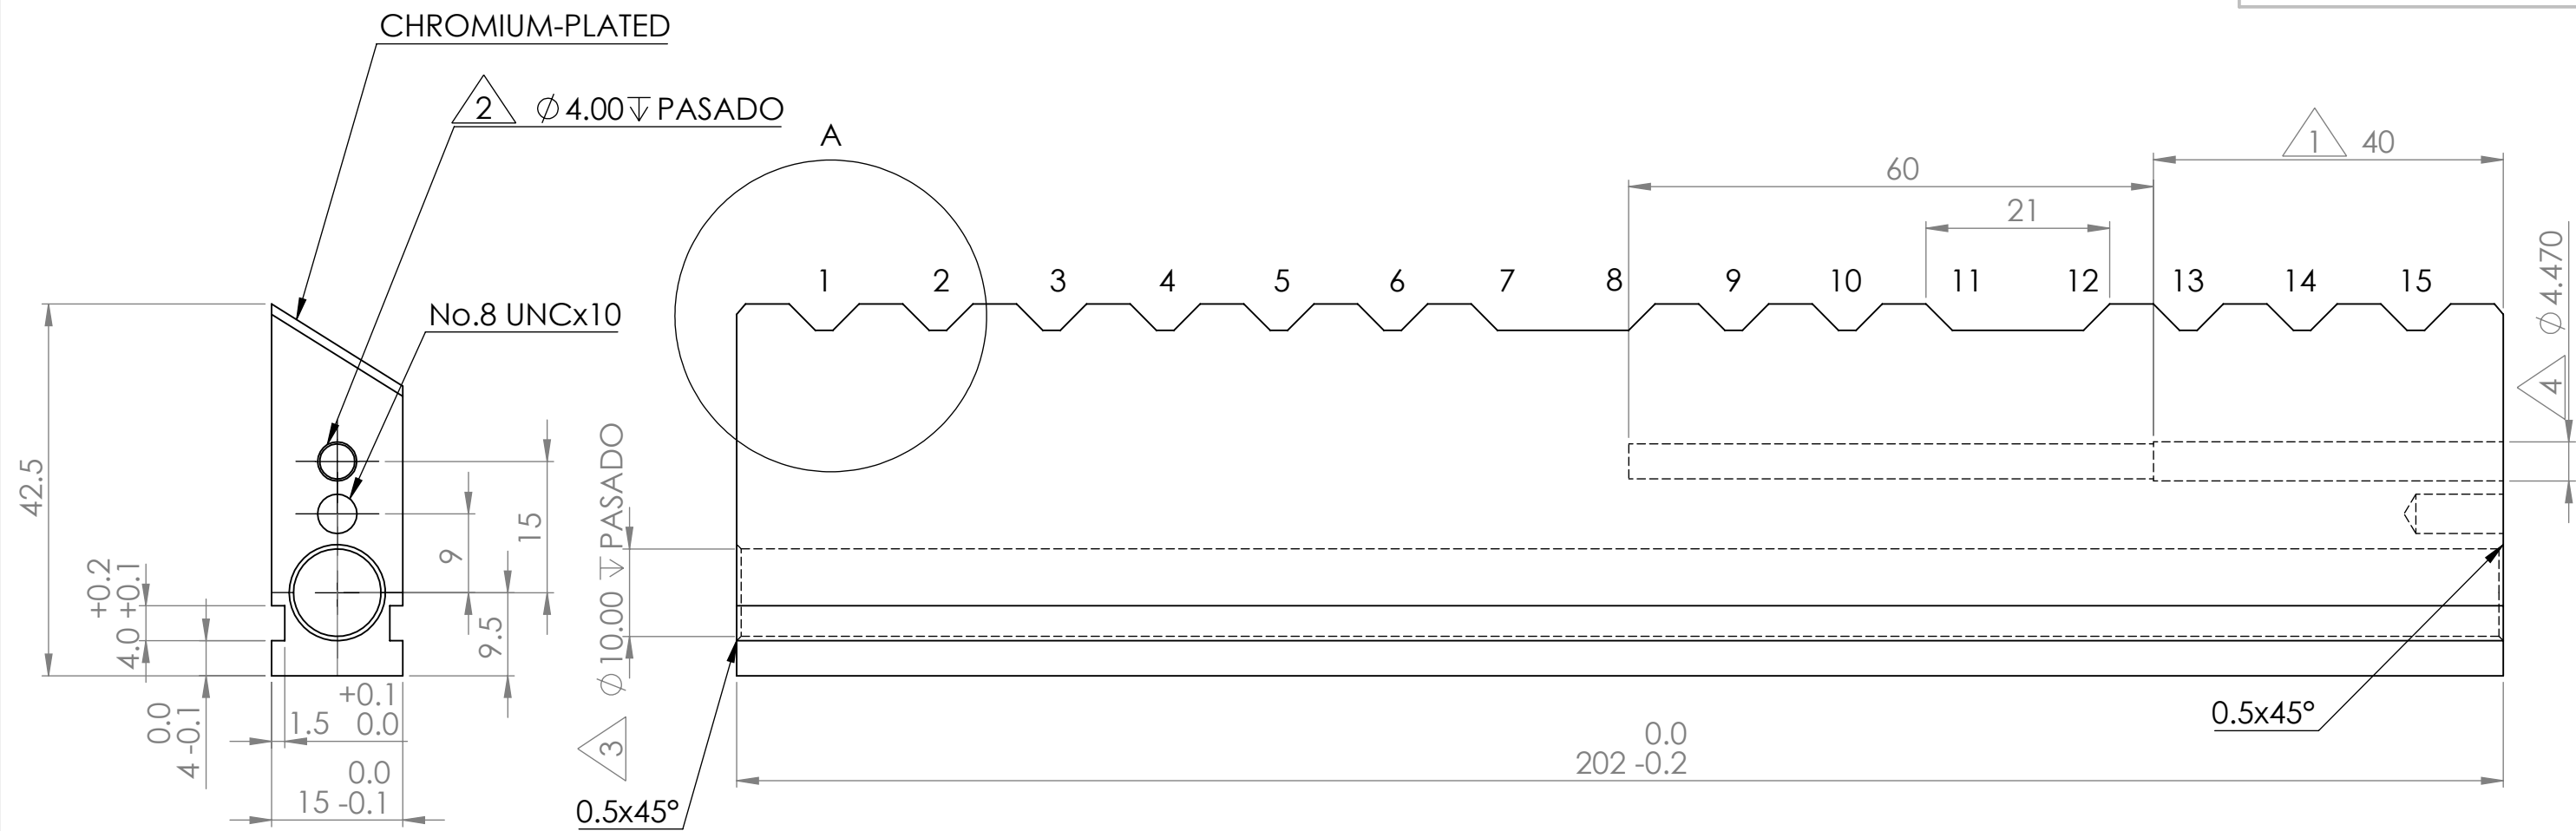 CHROMIUM-PLATED
2 ∅4.00↧PASADO
A
1 40
60
21
1 2 3 4 5 6 7 8 9 10 11 12 13 14 15
∅4.470
4
No.8 UNCx10
42.5
15
9
9.5
+0.2
4.0 +0.1
0.0
4 -0.1
+0.1
1.5 0.0
0.0
15 -0.1
∅10.00 ↧PASADO
3
0.5x45°
0.0
202 -0.2
0.5x45°